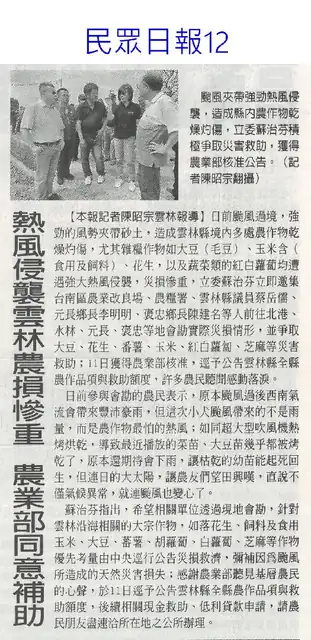 民眾日報12
颱風夾帶強勁熱風侵
襲，造成縣內農作物乾
燥灼傷，立委蘇治芬積
極爭取災害救助，獲得
農業部核准公告。（記
者陳昭宗翻攝）
熱風侵襲雲林農損慘重　農業部同意補助
【本報記者陳昭宗雲林報導】日前颱風過境，強
勁的風勢夾帶砂土，造成雲林縣境內多處農作物乾
燥灼傷，尤其雜糧作物如大豆（毛豆）、玉米含（
食用及飼料）、花生，以及蔬菜類的紅白蘿蔔均遭
遇強大熱風侵襲，災損慘重，立委蘇治芬立即邀集
台南區農業改良場、農糧署、雲林縣議員蔡岳儒、
元長鄉長李明明、褒忠鄉長陳建名等人前往北港、
水林、元長、褒忠等地會勘實際災損情形，並爭取
大豆、花生、番薯、玉米、紅白蘿蔔、芝麻等災害
救助；11日獲得農業部核准，逕予公告雲林縣全縣
農作品項與救助額度，許多農民聽聞感動落淚。
日前參與會勘的農民表示，原本颱風過後西南氣
流會帶來豐沛豪雨，但這次小犬颱風帶來的不是雨
量，而是農作物最怕的熱風；如同超大型吹風機熱
烤烘乾，導致最近播放的菜苗、大豆苗幾乎都被烤
乾了，原本還期待會下雨，讓枯乾的幼苗能起死回
生，但連日的大太陽，讓農友們望田興嘆，直說不
僅氣候異常，就連颱風也變心了。
蘇治芬指出，希望相關單位透過現地會勘，針對
雲林沿海相關的大宗作物，如落花生、飼料及食用
玉米、大豆、蕃薯、胡蘿蔔、白蘿蔔、芝麻等作物
優先考量由中央逕行公告災損救濟，彌補因為颱風
所造成的天然災害損失；感謝農業部聽見基層農民
的心聲，於11日逕予公告雲林縣全縣農作品項與救
助額度，後續相關現金救助、低利貸款申請，請農
民朋友盡速洽所在地之公所辦理。